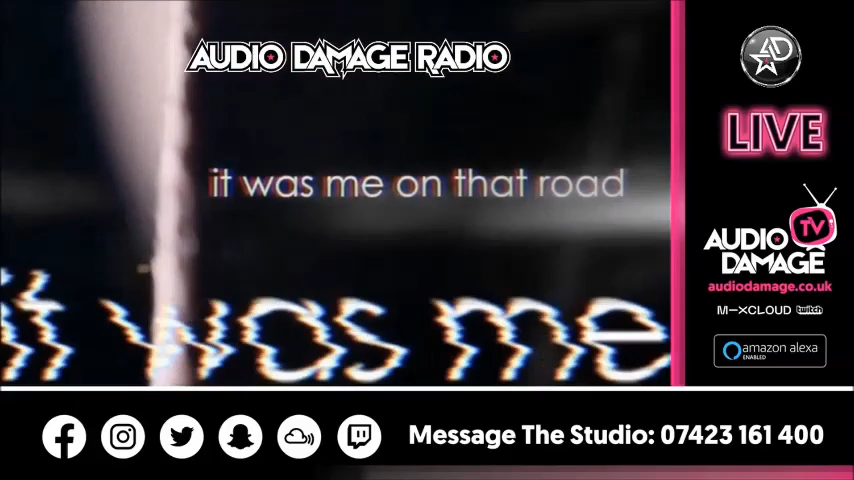 AUDIO DAMAGE RADIO
AD
LIVE
it was me on that road
TV
AUDIO
DAMAGE
audiodamage.co.uk
M-XCLOUD twitch
amazon alexa
ENABLED
it was me
Message The Studio: 07423 161 400